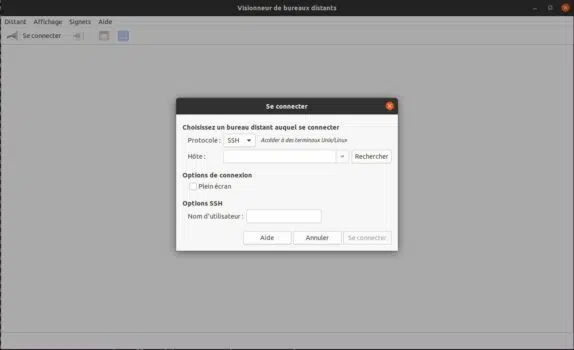 Visionneur de bureaux distants
Distant Affichage Signets Aide
Se connecter
Se connecter
Choisissez un bureau distant auquel se connecter
Protocole : SSH Accéder à des terminaux Unix/Linux
Hôte : Rechercher
Options de connexion
Plein écran
Options SSH
Nom d'utilisateur :
Aide Annuler Se connecter